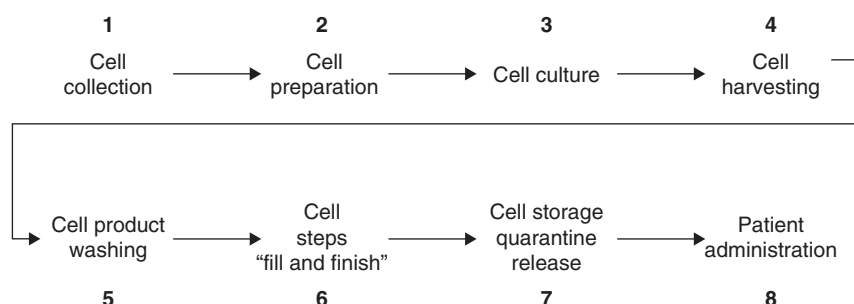 1
2
3
4
Cell
collection
Cell
preparation
Cell culture
Cell
harvesting
Cell product
washing
Cell
steps
“fill and finish”
Cell storage
quarantine
release
Patient
administration
5
6
7
8